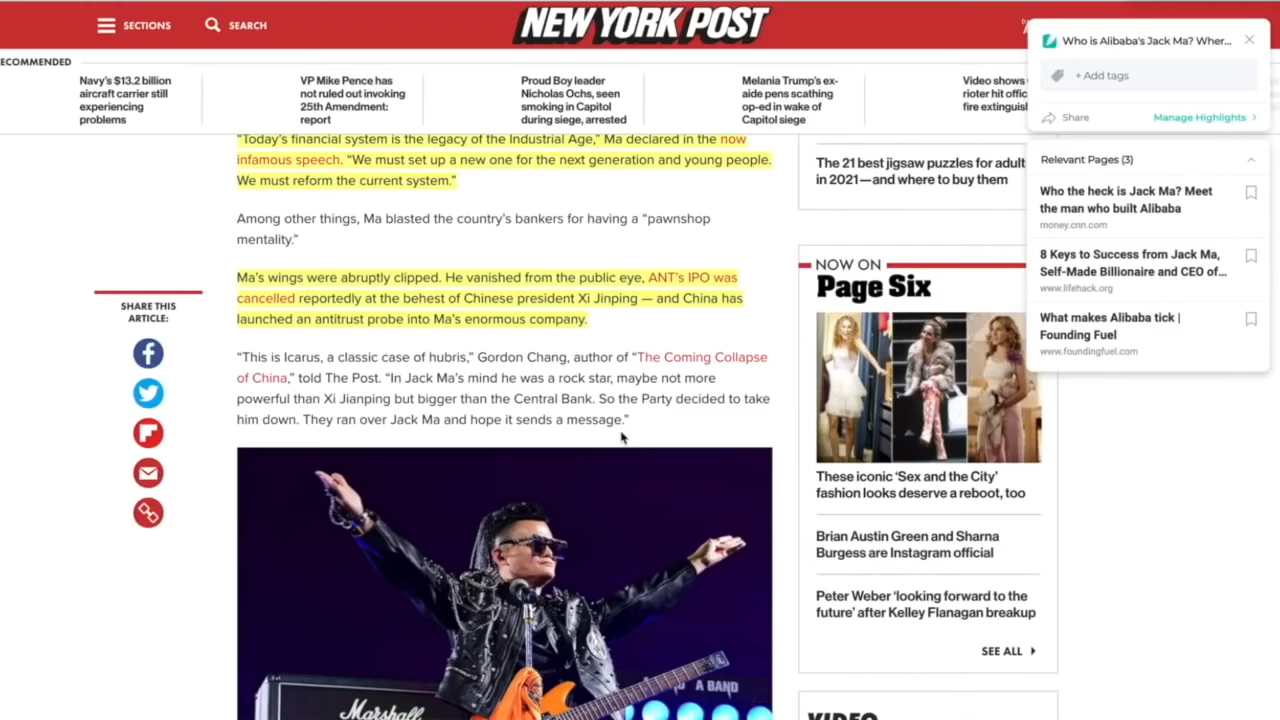 SECTIONS
SEARCH
NEW YORK POST
Who is Alibaba's Jack Ma? Wher...
+ Add tags
Share
Manage Highlights
ECOMMENDED
Navy's $13.2 billion
aircraft carrier still
experiencing
problems
VP Mike Pence has
not ruled out invoking
25th Amendment:
report
Proud Boy leader
Nicholas Ochs, seen
smoking in Capitol
during siege, arrested
Melania Trump's ex-
aide pens scathing
op-ed in wake of
Capitol siege
Video shows
rioter hit offic
fire extinguish
"Today's financial system is the legacy of the Industrial Age," Ma declared in the now
infamous speech. "We must set up a new one for the next generation and young people.
We must reform the current system."
Among other things, Ma blasted the country's bankers for having a "pawnshop
mentality."
Ma's wings were abruptly clipped. He vanished from the public eye, ANT's IPO was
cancelled reportedly at the behest of Chinese president Xi Jinping — and China has
launched an antitrust probe into Ma's enormous company.
"This is Icarus, a classic case of hubris," Gordon Chang, author of "The Coming Collapse
of China," told The Post. "In Jack Ma's mind he was a rock star, maybe not more
powerful than Xi Jianping but bigger than the Central Bank. So the Party decided to take
him down. They ran over Jack Ma and hope it sends a message."
SHARE THIS
ARTICLE:
Marshall
A BAND
The 21 best jigsaw puzzles for adult
in 2021—and where to buy them
NOW ON
Page Six
These iconic 'Sex and the City'
fashion looks deserve a reboot, too
Brian Austin Green and Sharna
Burgess are Instagram official
Peter Weber 'looking forward to the
future' after Kelley Flanagan breakup
SEE ALL
VIDEO
Relevant Pages (3)
Who the heck is Jack Ma? Meet
the man who built Alibaba
money.cnn.com
8 Keys to Success from Jack Ma,
Self-Made Billionaire and CEO of...
www.lifehack.org
What makes Alibaba tick |
Founding Fuel
www.foundingfuel.com